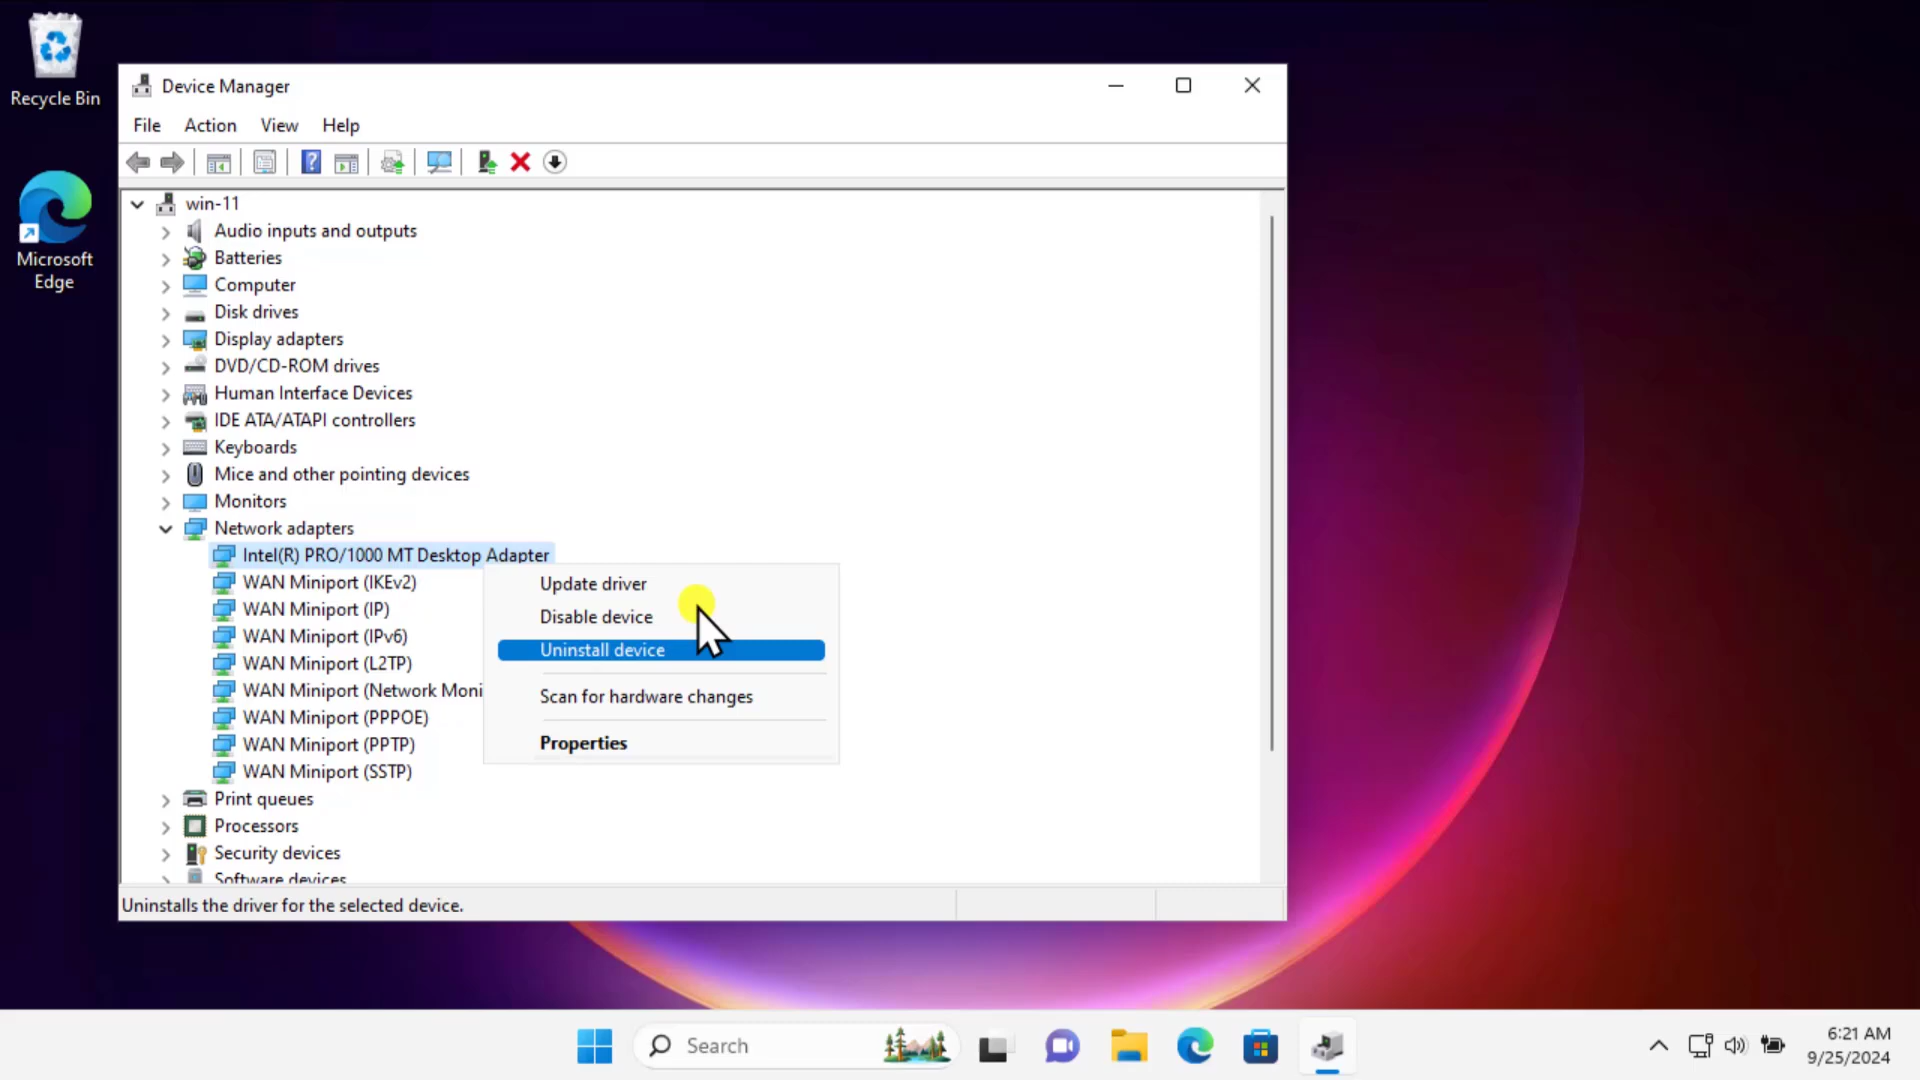 Recycle Bin
Microsoft
Edge
Device Manager
File Action View Help
win-11
Audio inputs and outputs
Batteries
Computer
Disk drives
Display adapters
DVD/CD-ROM drives
Human Interface Devices
IDE ATA/ATAPI controllers
Keyboards
Mice and other pointing devices
Monitors
Network adapters
Intel(R) PRO/1000 MT Desktop Adapter
WAN Miniport (IKEv2)
WAN Miniport (IP)
WAN Miniport (IPv6)
WAN Miniport (L2TP)
WAN Miniport (Network Moni
WAN Miniport (PPPOE)
WAN Miniport (PPTP)
WAN Miniport (SSTP)
Print queues
Processors
Security devices
Software devices
Update driver
Disable device
Uninstall device
Scan for hardware changes
Properties
Uninstalls the driver for the selected device.
Search
6:21 AM
9/25/2024